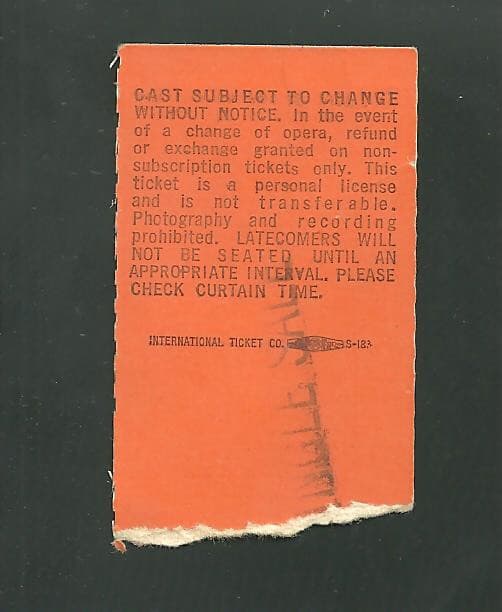 CAST SUBJECT TO CHANGE
WITHOUT NOTICE. In the event
of a change of opera, refund
or exchange granted on non-
subscription tickets only. This
ticket is a personal license
and is not transferable.
Photography and recording
prohibited. LATECOMERS WILL
NOT BE SEATED UNTIL AN
APPROPRIATE INTERVAL. PLEASE
CHECK CURTAIN TIME.
INTERNATIONAL TICKET CO.